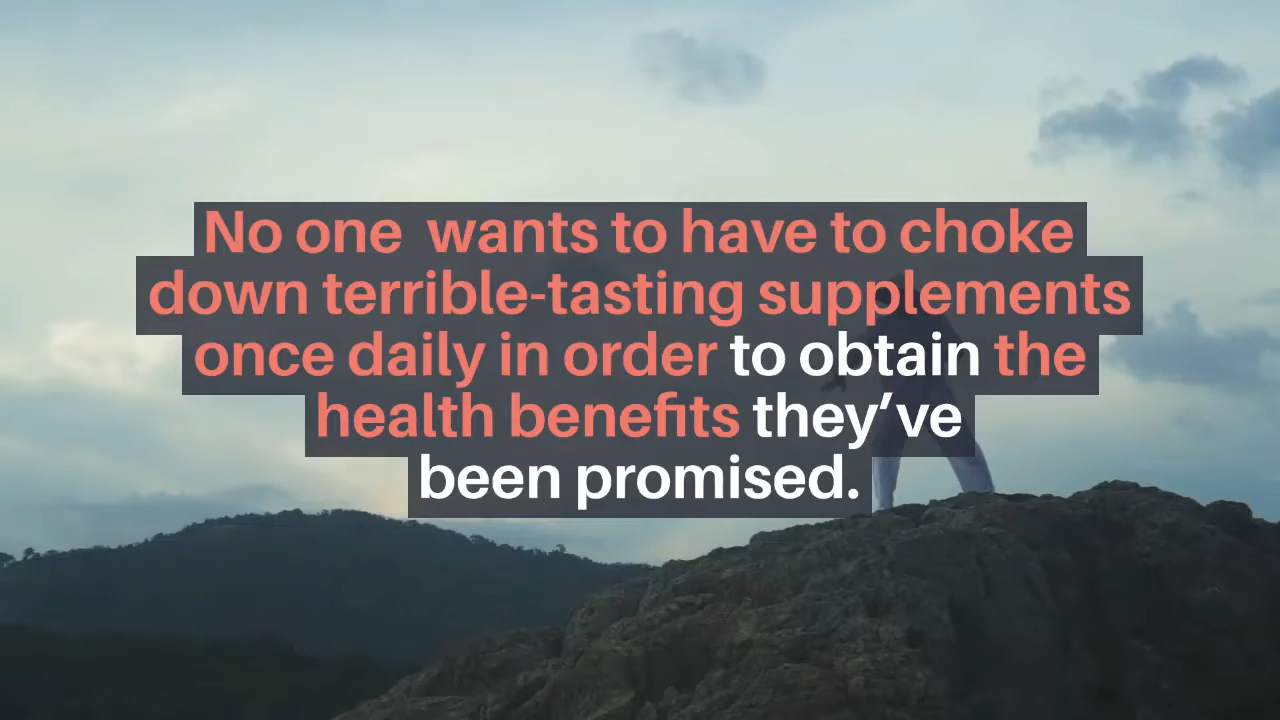 No one  wants to have to choke
down terrible-tasting supplements
once daily in order to obtain the
health benefits they’ve
been promised.